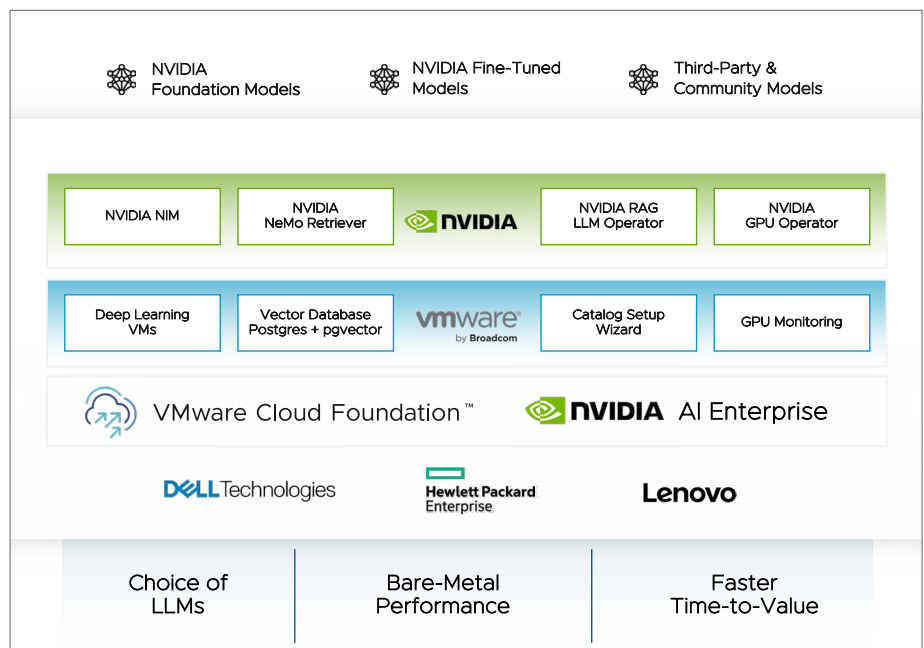 NVIDIA
Foundation Models
NVIDIA Fine-Tuned
Models
Third-Party &
Community Models
NVIDIA NIM
NVIDIA
NeMo Retriever
NVIDIA
NVIDIA RAG
LLM Operator
NVIDIA
GPU Operator
Deep Learning
VMs
Vector Database
Postgres + pgvector
vmware®
by Broadcom
Catalog Setup
Wizard
GPU Monitoring
VMware Cloud Foundation™
NVIDIA AI Enterprise
DELL Technologies
Hewlett Packard
Enterprise
Lenovo
Choice of
LLMs
Bare-Metal
Performance
Faster
Time-to-Value